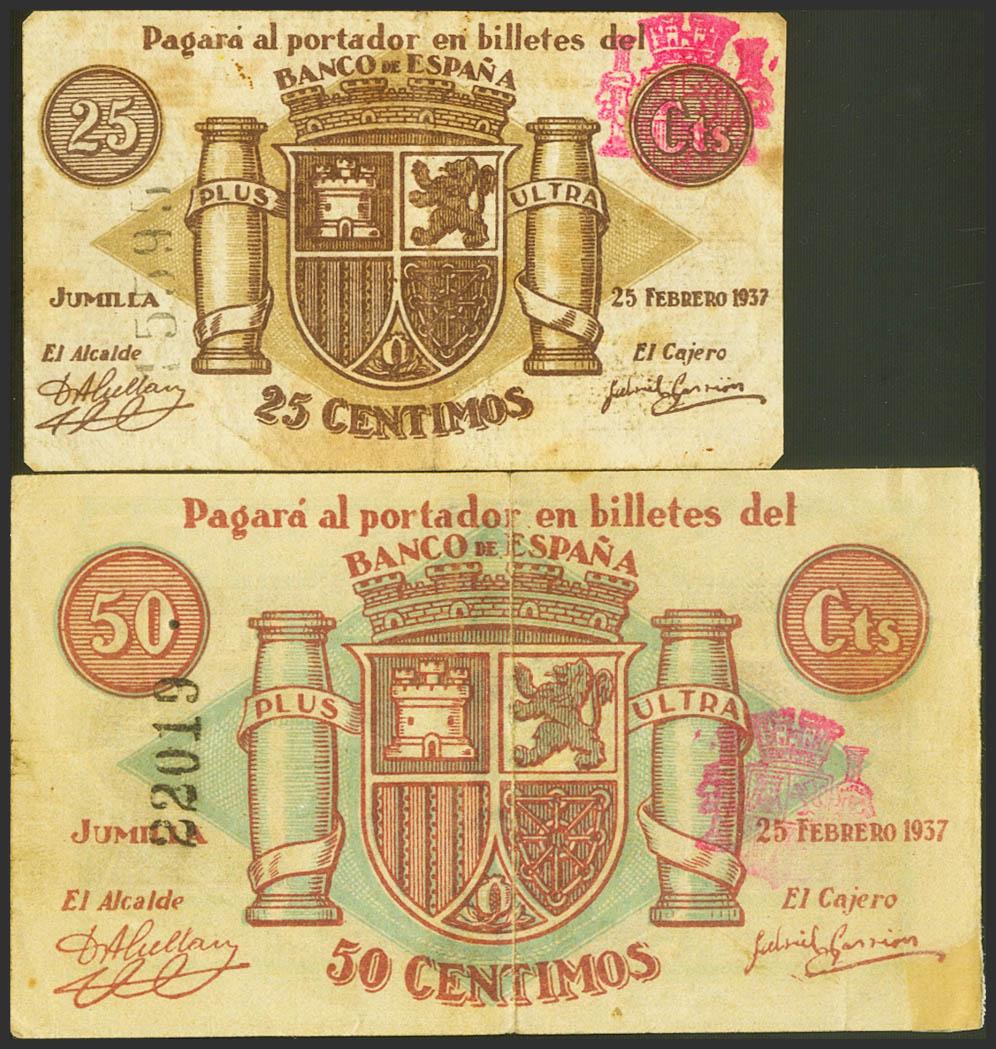 Pagará al portador en billetes del
BANCO DE ESPAÑA
25
Cts
PLUS
ULTRA
JUMILLA
25 FEBRERO 1937
El Alcalde
El Cajero
25 CENTIMOS
Pagará al portador en billetes del
BANCO DE ESPAÑA
50
Cts
PLUS
ULTRA
22019
JUMILLA
25 FEBRERO 1937
El Alcalde
El Cajero
50 CENTIMOS